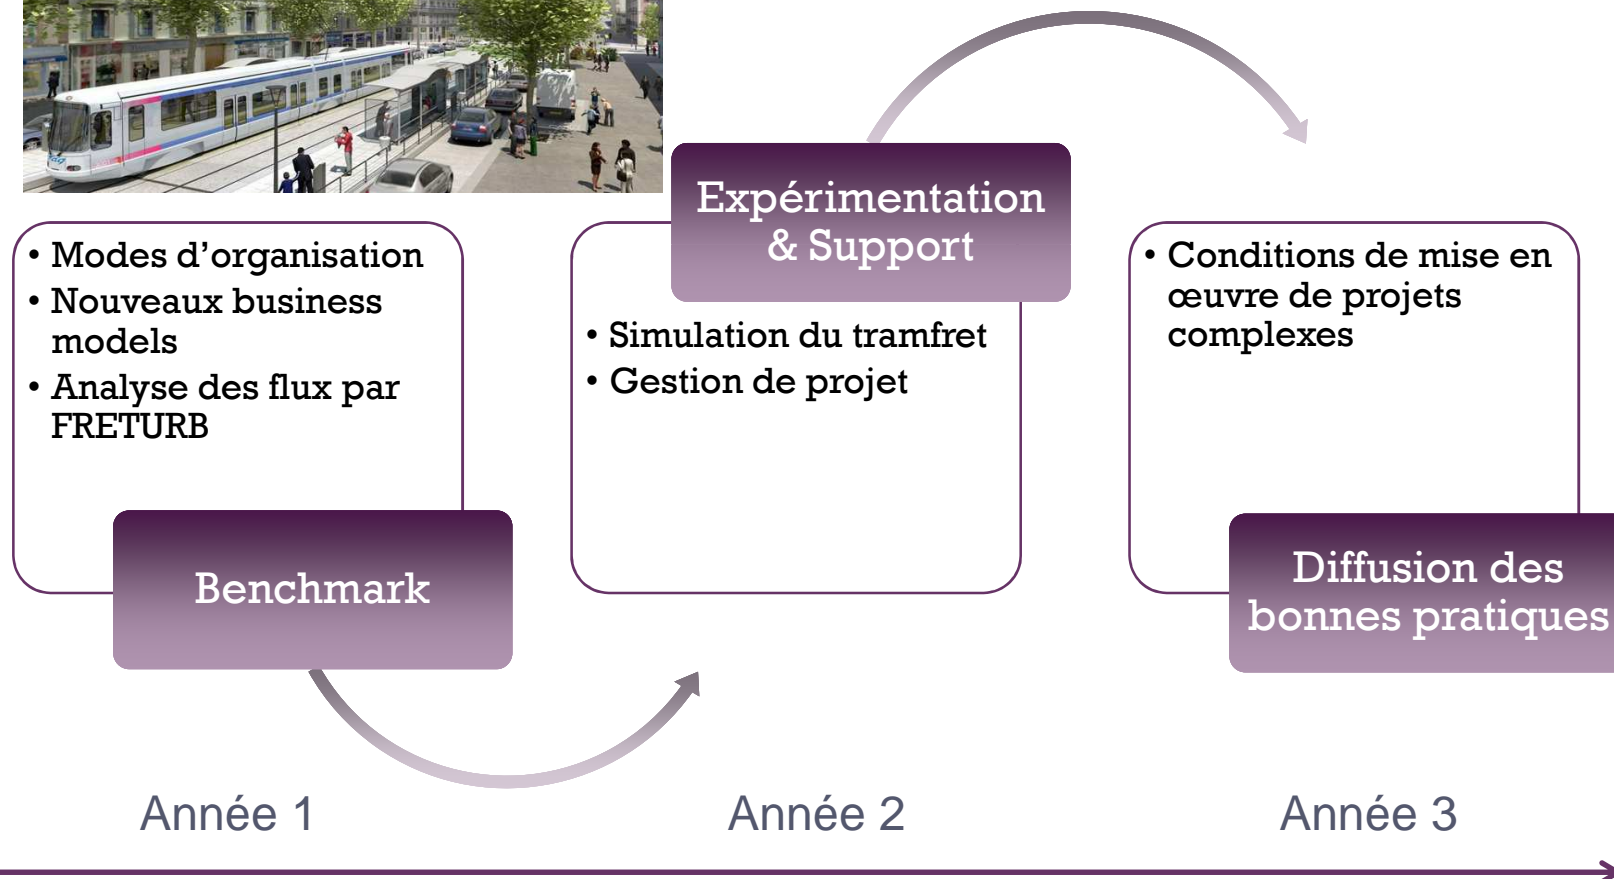 • Modes d’organisation
• Nouveaux business
models
• Analyse des flux par
FRETURB
Benchmark
Expérimentation
& Support
• Simulation du tramfret
• Gestion de projet
• Conditions de mise en
œuvre de projets
complexes
Diffusion des
bonnes pratiques
Année 1
Année 2
Année 3